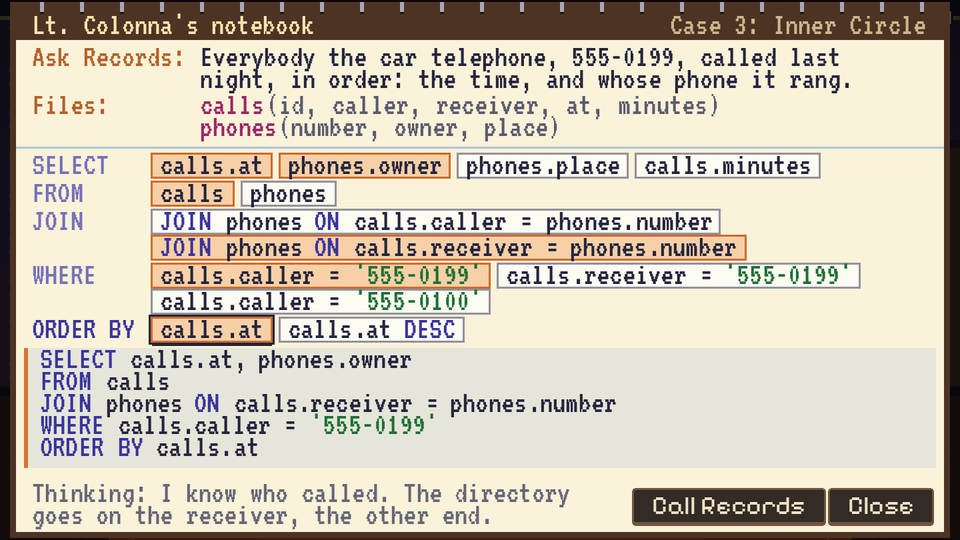 Lt. Colonna's notebook
Case 3: Inner Circle
Ask Records: Everybody the car telephone, 555-0199, called last
night, in order: the time, and whose phone it rang.
Files: calls(id, caller, receiver, at, minutes)
phones(number, owner, place)
SELECT calls.at phones.owner phones.place calls.minutes
FROM calls phones
JOIN JOIN phones ON calls.caller = phones.number
JOIN phones ON calls.receiver = phones.number
WHERE calls.caller = '555-0199' calls.receiver = '555-0199'
calls.caller = '555-0100'
ORDER BY calls.at calls.at DESC
SELECT calls.at, phones.owner
FROM calls
JOIN phones ON calls.receiver = phones.number
WHERE calls.caller = '555-0199'
ORDER BY calls.at
Thinking: I know who called. The directory
goes on the receiver, the other end.
Call Records Close